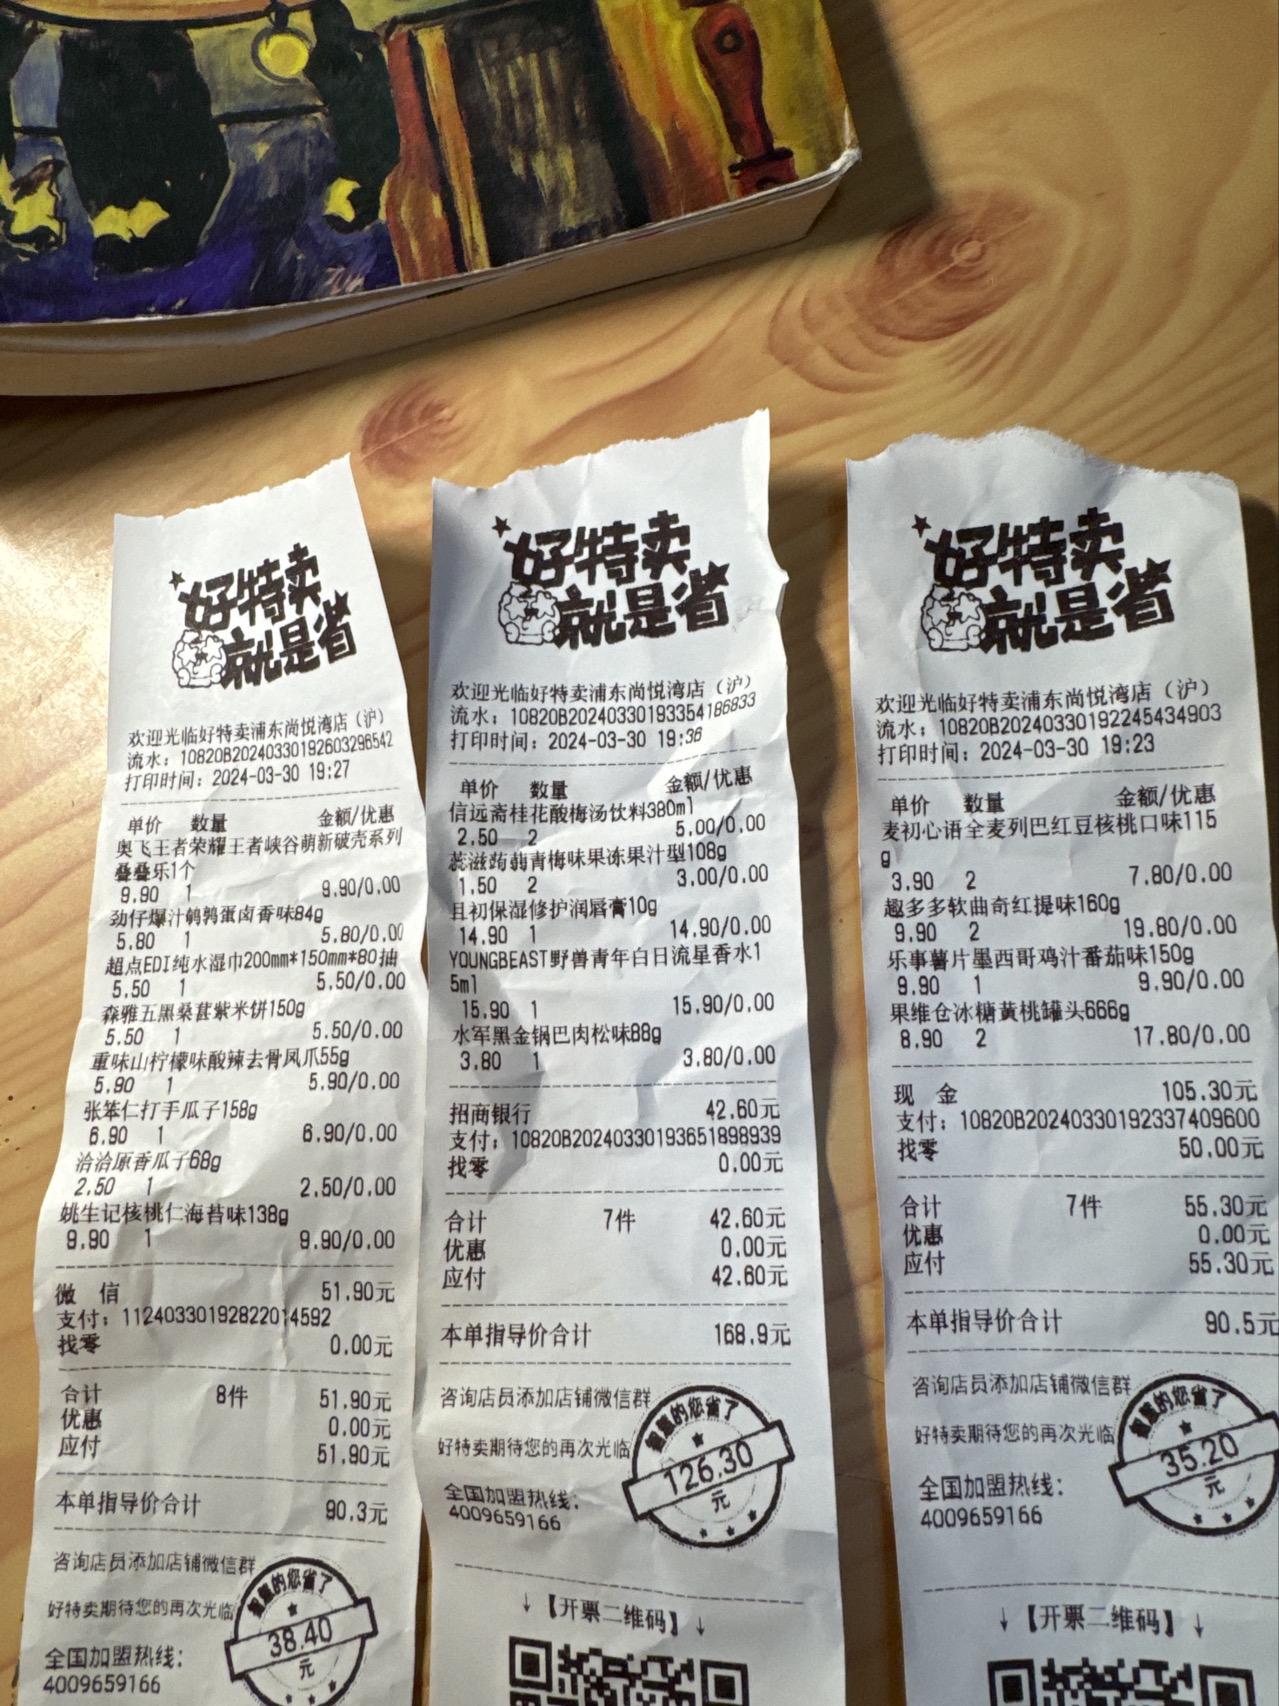 好特卖
就是省
欢迎光临好特卖浦东尚悦湾店（沪）
流水：10820B20240330192603296542
打印时间：2024-03-30 19:27
单价 数量 金额/优惠
奥飞王者荣耀王者峡谷萌新破壳系列
叠叠乐1个
9.90 1 9.90/0.00
劲仔爆汁鹌鹑蛋卤香味84g
5.80 1 5.80/0.00
超点EDI纯水湿巾200mm*150mm*80抽
5.50 1 5.50/0.00
森雅五黑桑葚紫米饼150g
5.50 1 5.50/0.00
重味山柠檬味酸辣去骨凤爪55g
5.90 1 5.90/0.00
张笨仁打手瓜子158g
6.90 1 6.90/0.00
洽洽原香瓜子68g
2.50 1 2.50/0.00
姚生记核桃仁海苔味138g
9.90 1 9.90/0.00
微 信 51.90元
支付：11240330192822014592
找零 0.00元
合计 8件 51.90元
优惠 0.00元
应付 51.90元
本单指导价合计 90.3元
咨询店员添加店铺微信群
好特卖期待您的再次光临
全国加盟热线：
4009659166
的您省了
38.40
元
好特卖
就是省
欢迎光临好特卖浦东尚悦湾店（沪）
流水：10820B20240330193354186833
打印时间：2024-03-30 19:36
单价 数量 金额/优惠
信远斋桂花酸梅汤饮料380ml
2.50 2 5.00/0.00
蕊滋蒟蒻青梅味果冻果汁型108g
1.50 2 3.00/0.00
且初保湿修护润唇膏10g
14.90 1 14.90/0.00
YOUNGBEAST野兽青年白日流星香水1
5ml
15.90 1 15.90/0.00
水军黑金锅巴肉松味88g
3.80 1 3.80/0.00
招商银行 42.60元
支付：10820B20240330193651898939
找零 0.00元
合计 7件 42.60元
优惠 0.00元
应付 42.60元
本单指导价合计 168.9元
咨询店员添加店铺微信群
好特卖期待您的再次光临
全国加盟热线：
4009659166
的您省了
126.30
元
↓【开票二维码】↓
好特卖
就是省
欢迎光临好特卖浦东尚悦湾店（沪）
流水：10820B20240330192245434903
打印时间：2024-03-30 19:23
单价 数量 金额/优惠
麦初心语全麦列巴红豆核桃口味115
g
3.90 2 7.80/0.00
趣多多软曲奇红提味160g
9.90 2 19.80/0.00
乐事薯片墨西哥鸡汁番茄味150g
9.90 1 9.90/0.00
果维仓冰糖黄桃罐头666g
8.90 2 17.80/0.00
现 金 105.30元
支付：10820B20240330192337409600
找零 50.00元
合计 7件 55.30元
优惠 0.00元
应付 55.30元
本单指导价合计 90.5元
咨询店员添加店铺微信群
好特卖期待您的再次光临
全国加盟热线：
4009659166
的您省了
35.20
元
↓【开票二维码】↓